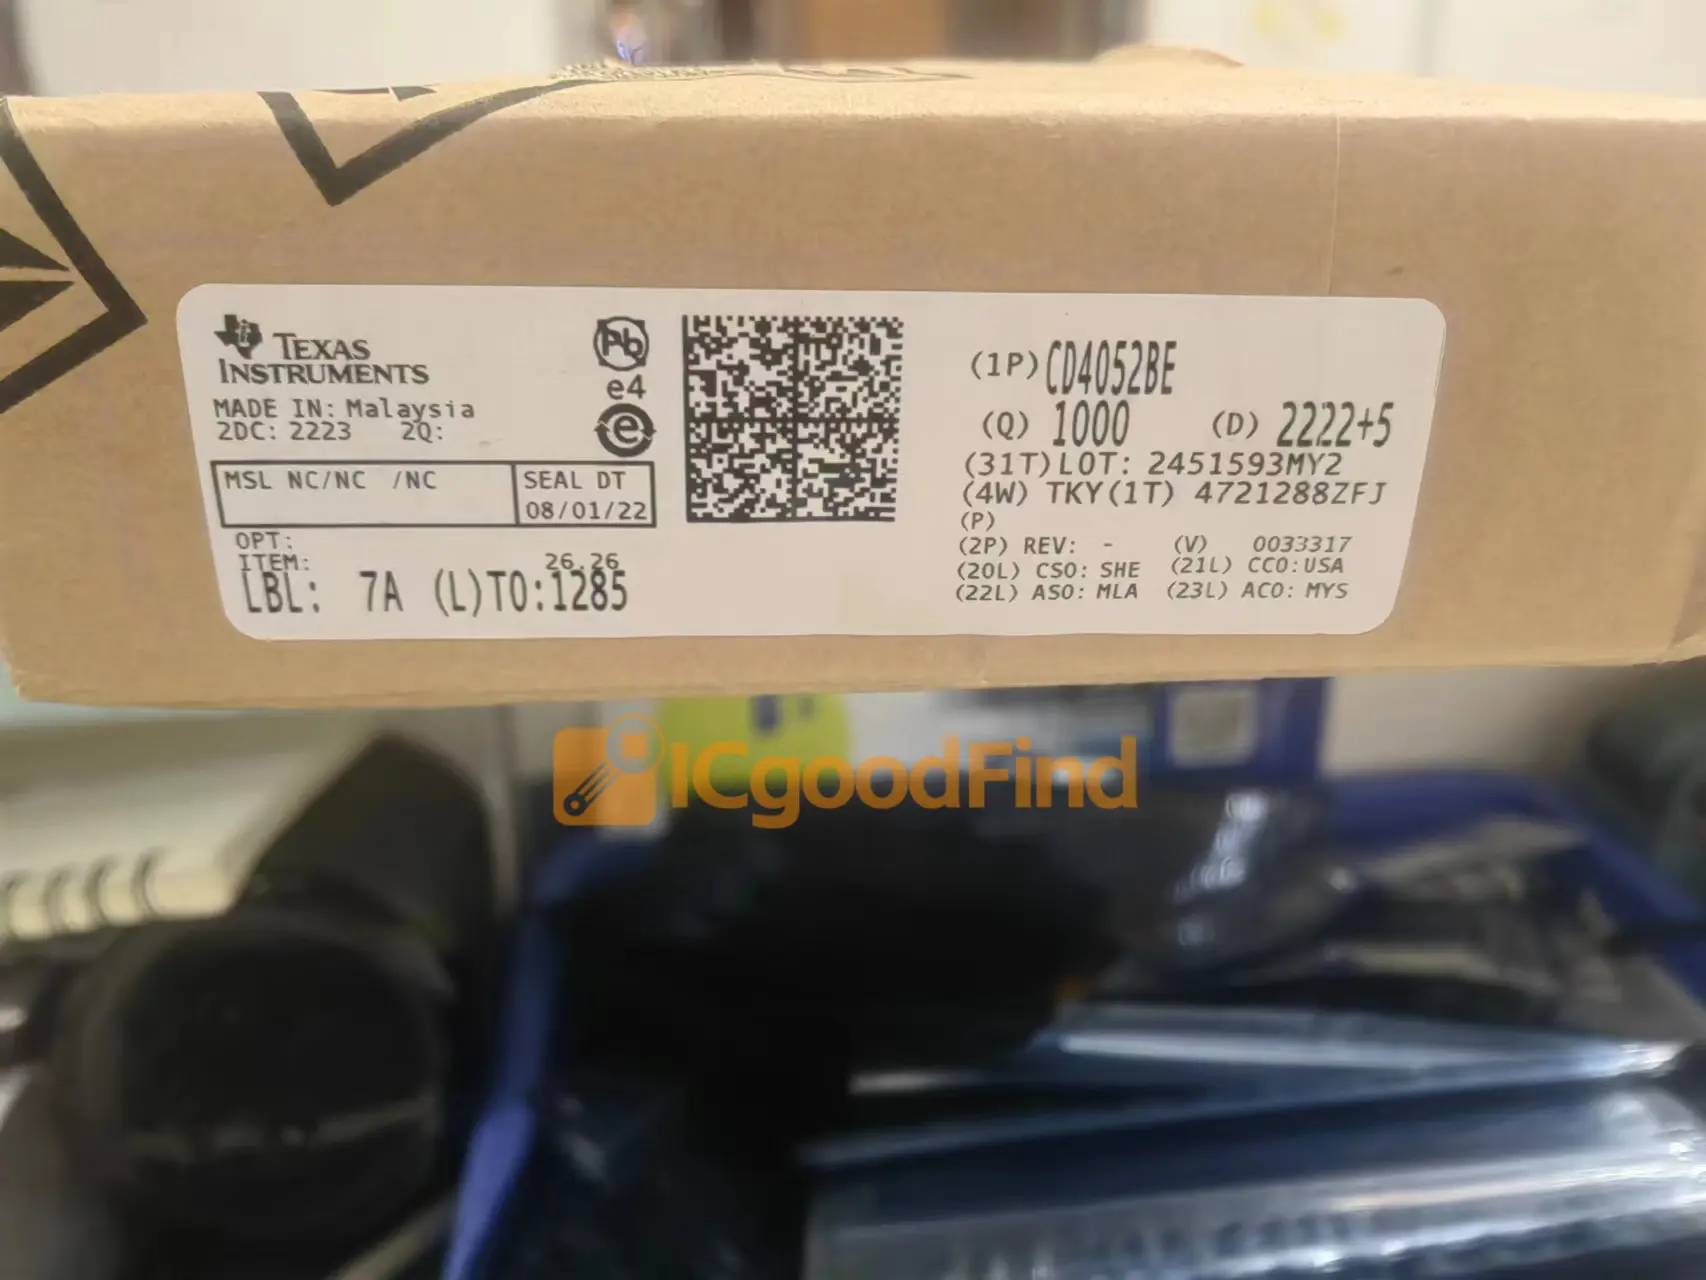 TEXAS
INSTRUMENTS
MADE IN: Malaysia
2DC: 2223 2Q:
Pb
e4
e
MSL NC/NC /NC
SEAL DT
08/01/22
OPT:
ITEM: 26.26
LBL: 7A (L)TO:1285
(1P) CD4052BE
(Q) 1000 (D) 2222+5
(31T)LOT: 2451593MY2
(4W) TKY(1T) 4721288ZFJ
(P)
(2P) REV: - (V) 0033317
(20L) CSO: SHE (21L) CCO:USA
(22L) ASO: MLA (23L) ACO: MYS
ICgoodFind